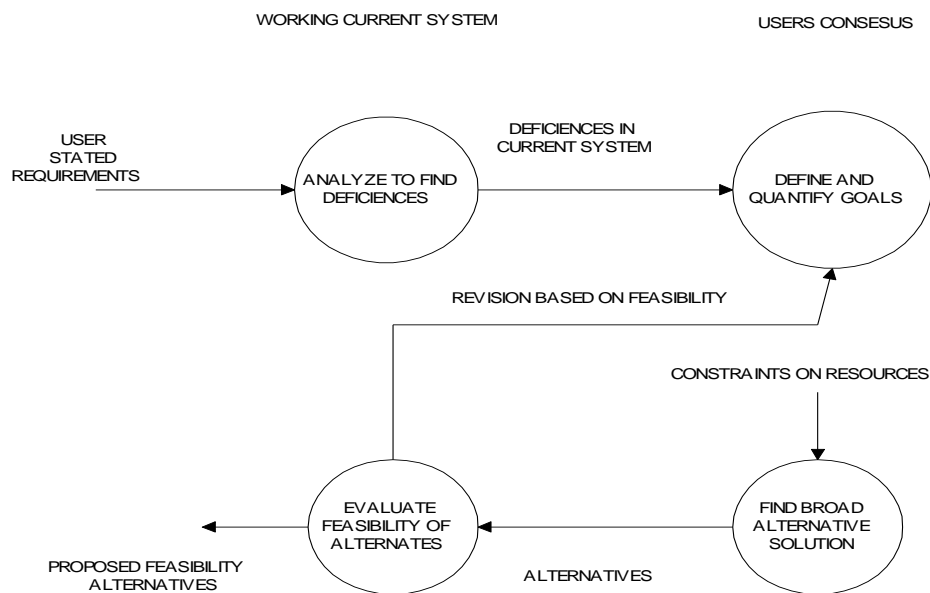 WORKING CURRENT SYSTEM
USERS CONSESUS
USER
STATED
REQUIREMENTS
ANALYZE TO FIND
DEFICIENCES
DEFICIENCES IN
CURRENT SYSTEM
DEFINE AND
QUANTIFY GOALS
REVISION BASED ON FEASIBILITY
CONSTRAINTS ON RESOURCES
EVALUATE
FEASIBILITY OF
ALTERNATES
FIND BROAD
ALTERNATIVE
SOLUTION
PROPOSED FEASIBILITY
ALTERNATIVES
ALTERNATIVES